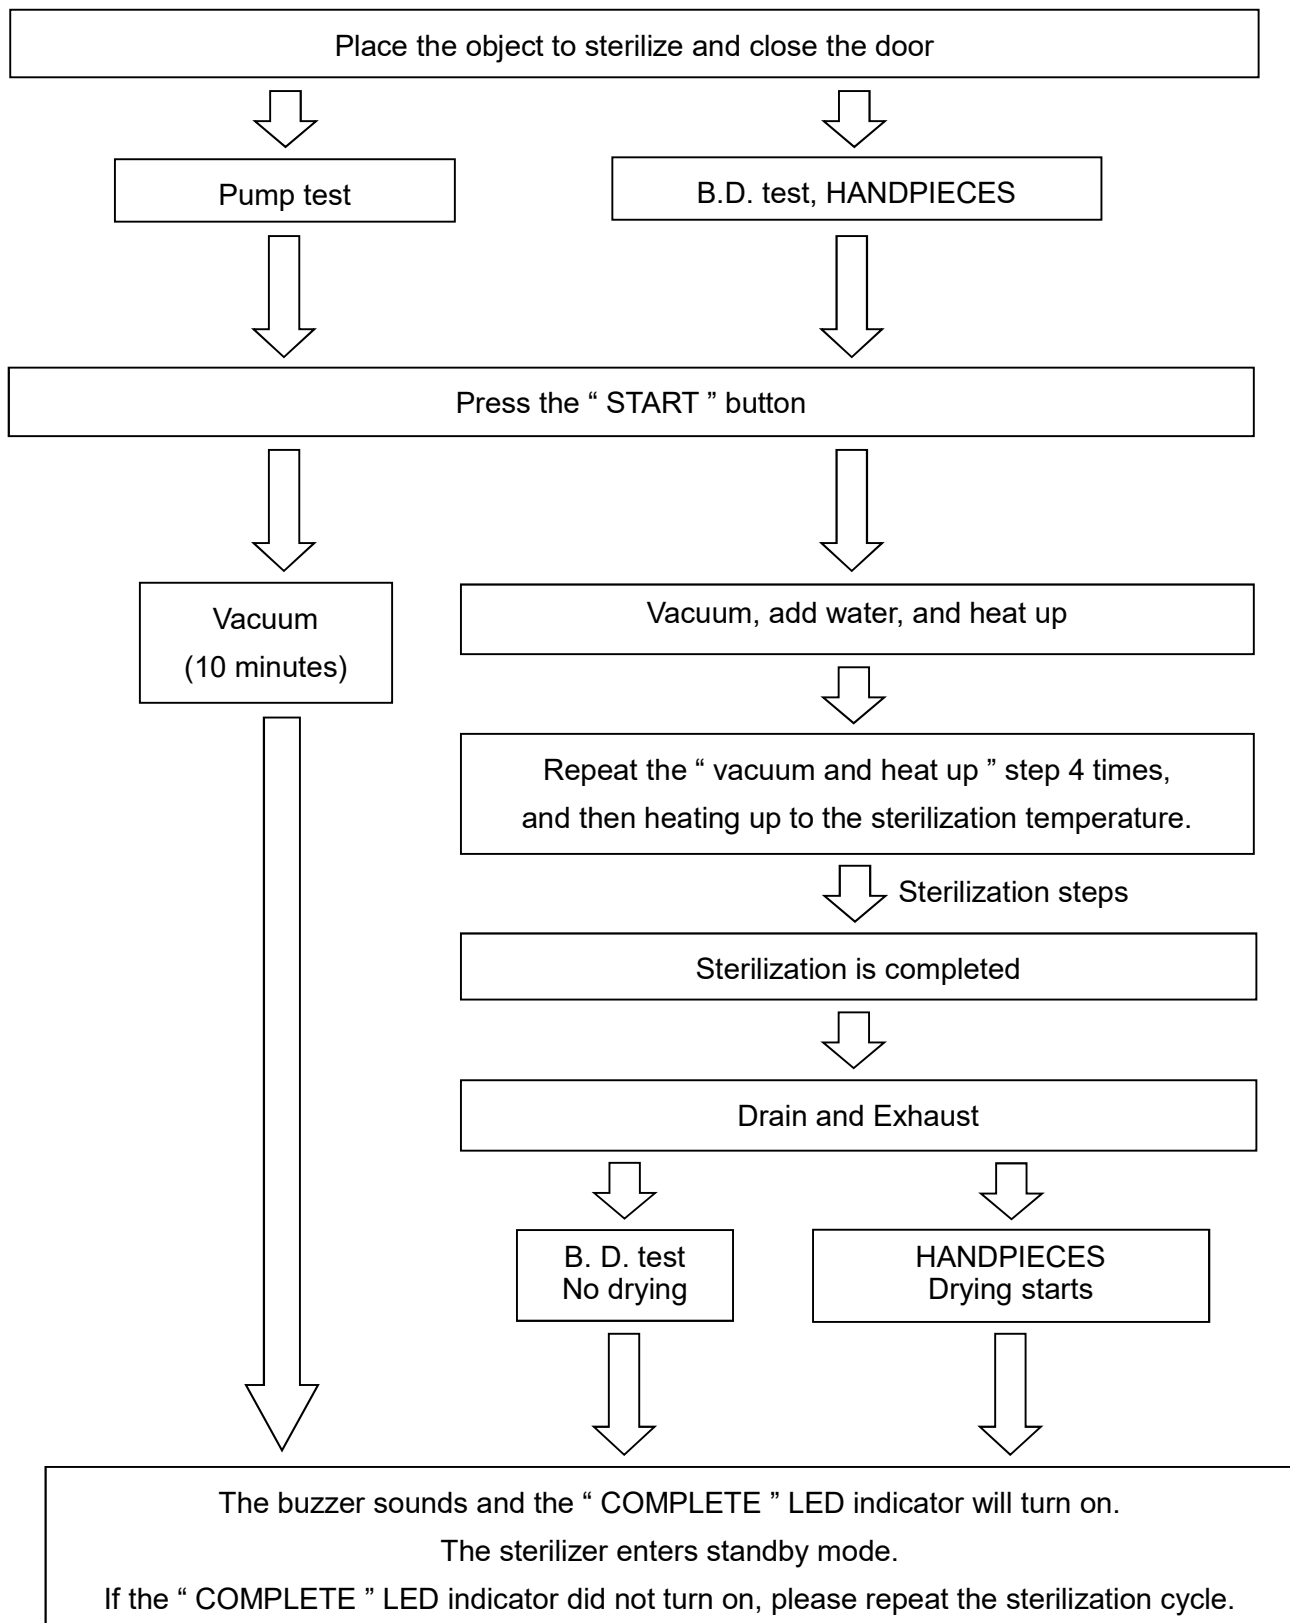 Place the object to sterilize and close the door
Pump test
B.D. test, HANDPIECES
Press the “ START ” button
Vacuum
(10 minutes)
Vacuum, add water, and heat up
Repeat the “ vacuum and heat up ” step 4 times,
and then heating up to the sterilization temperature.
Sterilization steps
Sterilization is completed
Drain and Exhaust
B. D. test
No drying
HANDPIECES
Drying starts
The buzzer sounds and the “ COMPLETE ” LED indicator will turn on.
The sterilizer enters standby mode.
If the “ COMPLETE ” LED indicator did not turn on, please repeat the sterilization cycle.